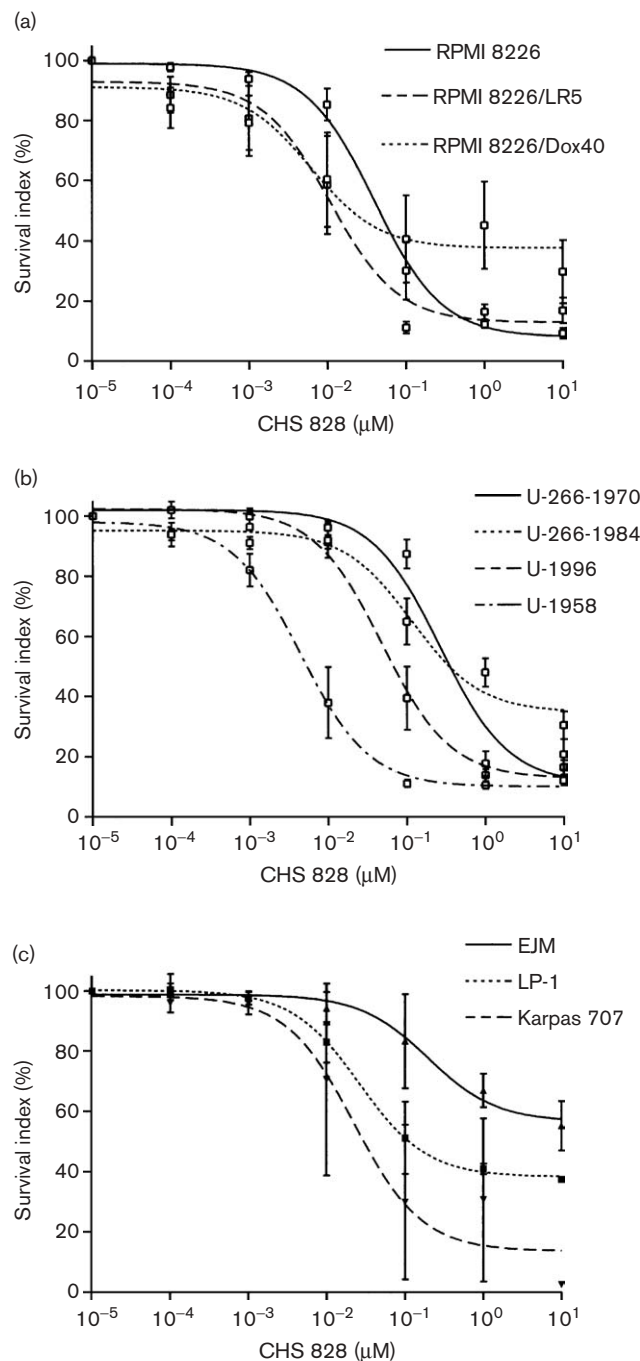 (a)
RPMI 8226
RPMI 8226/LR5
RPMI 8226/Dox40
Survival index (%)
100
80
60
40
20
0
10⁻⁵ 10⁻⁴ 10⁻³ 10⁻² 10⁻¹ 10⁰ 10¹
CHS 828 (μM)
(b)
U-266-1970
U-266-1984
U-1996
U-1958
Survival index (%)
100
80
60
40
20
0
10⁻⁵ 10⁻⁴ 10⁻³ 10⁻² 10⁻¹ 10⁰ 10¹
CHS 828 (μM)
(c)
EJM
LP-1
Karpas 707
Survival index (%)
100
80
60
40
20
0
10⁻⁵ 10⁻⁴ 10⁻³ 10⁻² 10⁻¹ 10⁰ 10¹
CHS 828 (μM)